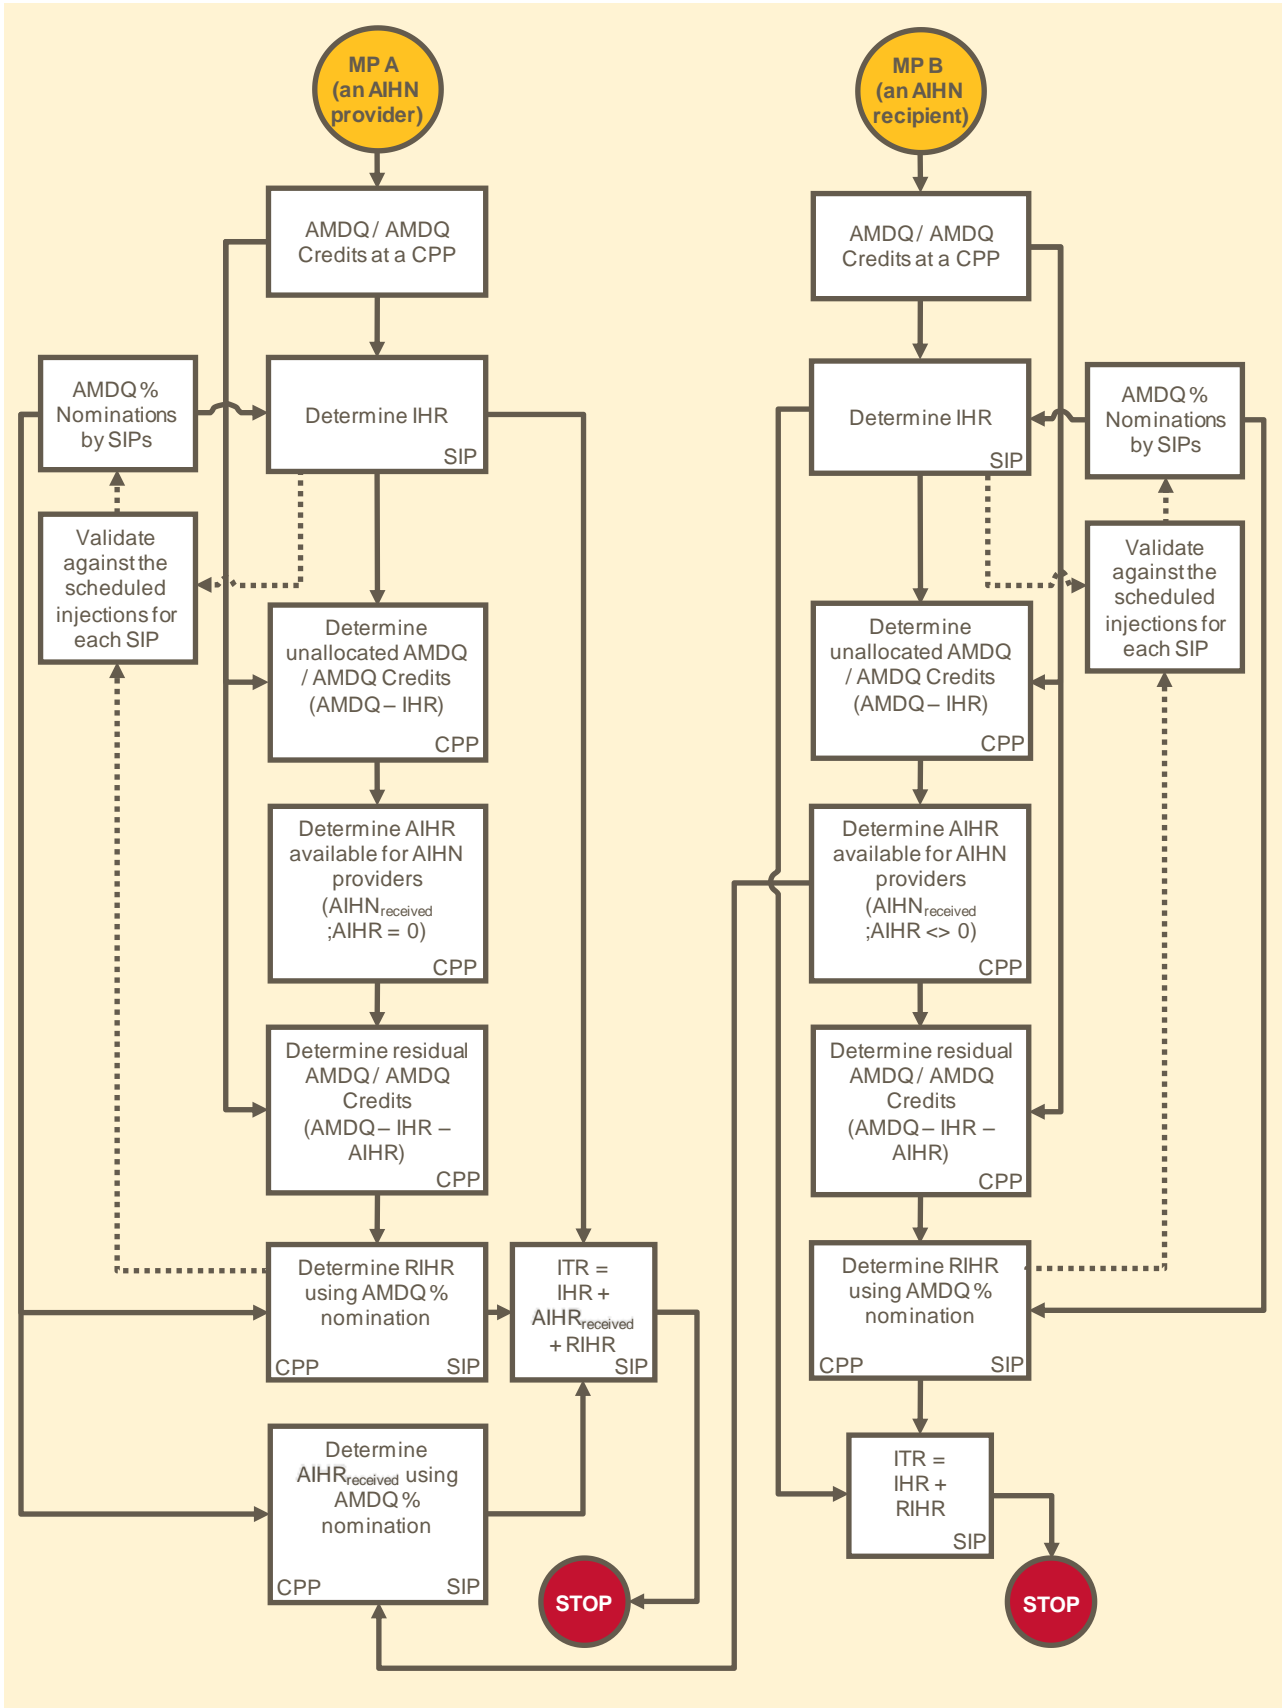 MP A
(an AIHN
provider)
AMDQ / AMDQ
Credits at a CPP
AMDQ %
Nominations
by SIPs
Determine IHR
SIP
Validate
against the
scheduled
injections for
each SIP
Determine
unallocated AMDQ
/ AMDQ Credits
(AMDQ – IHR)
CPP
Determine AIHR
available for AIHN
providers
(AIHNreceived
;AIHR = 0)
CPP
Determine residual
AMDQ / AMDQ
Credits
(AMDQ – IHR –
AIHR)
CPP
Determine RIHR
using AMDQ %
nomination
CPP SIP
ITR =
IHR +
AIHRreceived
+ RIHR
SIP
Determine
AIHRreceived using
AMDQ %
nomination
CPP SIP
STOP
MP B
(an AIHN
recipient)
AMDQ / AMDQ
Credits at a CPP
Determine IHR
SIP
AMDQ %
Nominations
by SIPs
Validate
against the
scheduled
injections for
each SIP
Determine
unallocated AMDQ
/ AMDQ Credits
(AMDQ – IHR)
CPP
Determine AIHR
available for AIHN
providers
(AIHNreceived
;AIHR <> 0)
CPP
Determine residual
AMDQ / AMDQ
Credits
(AMDQ – IHR –
AIHR)
CPP
Determine RIHR
using AMDQ %
nomination
CPP SIP
ITR =
IHR +
RIHR
SIP
STOP